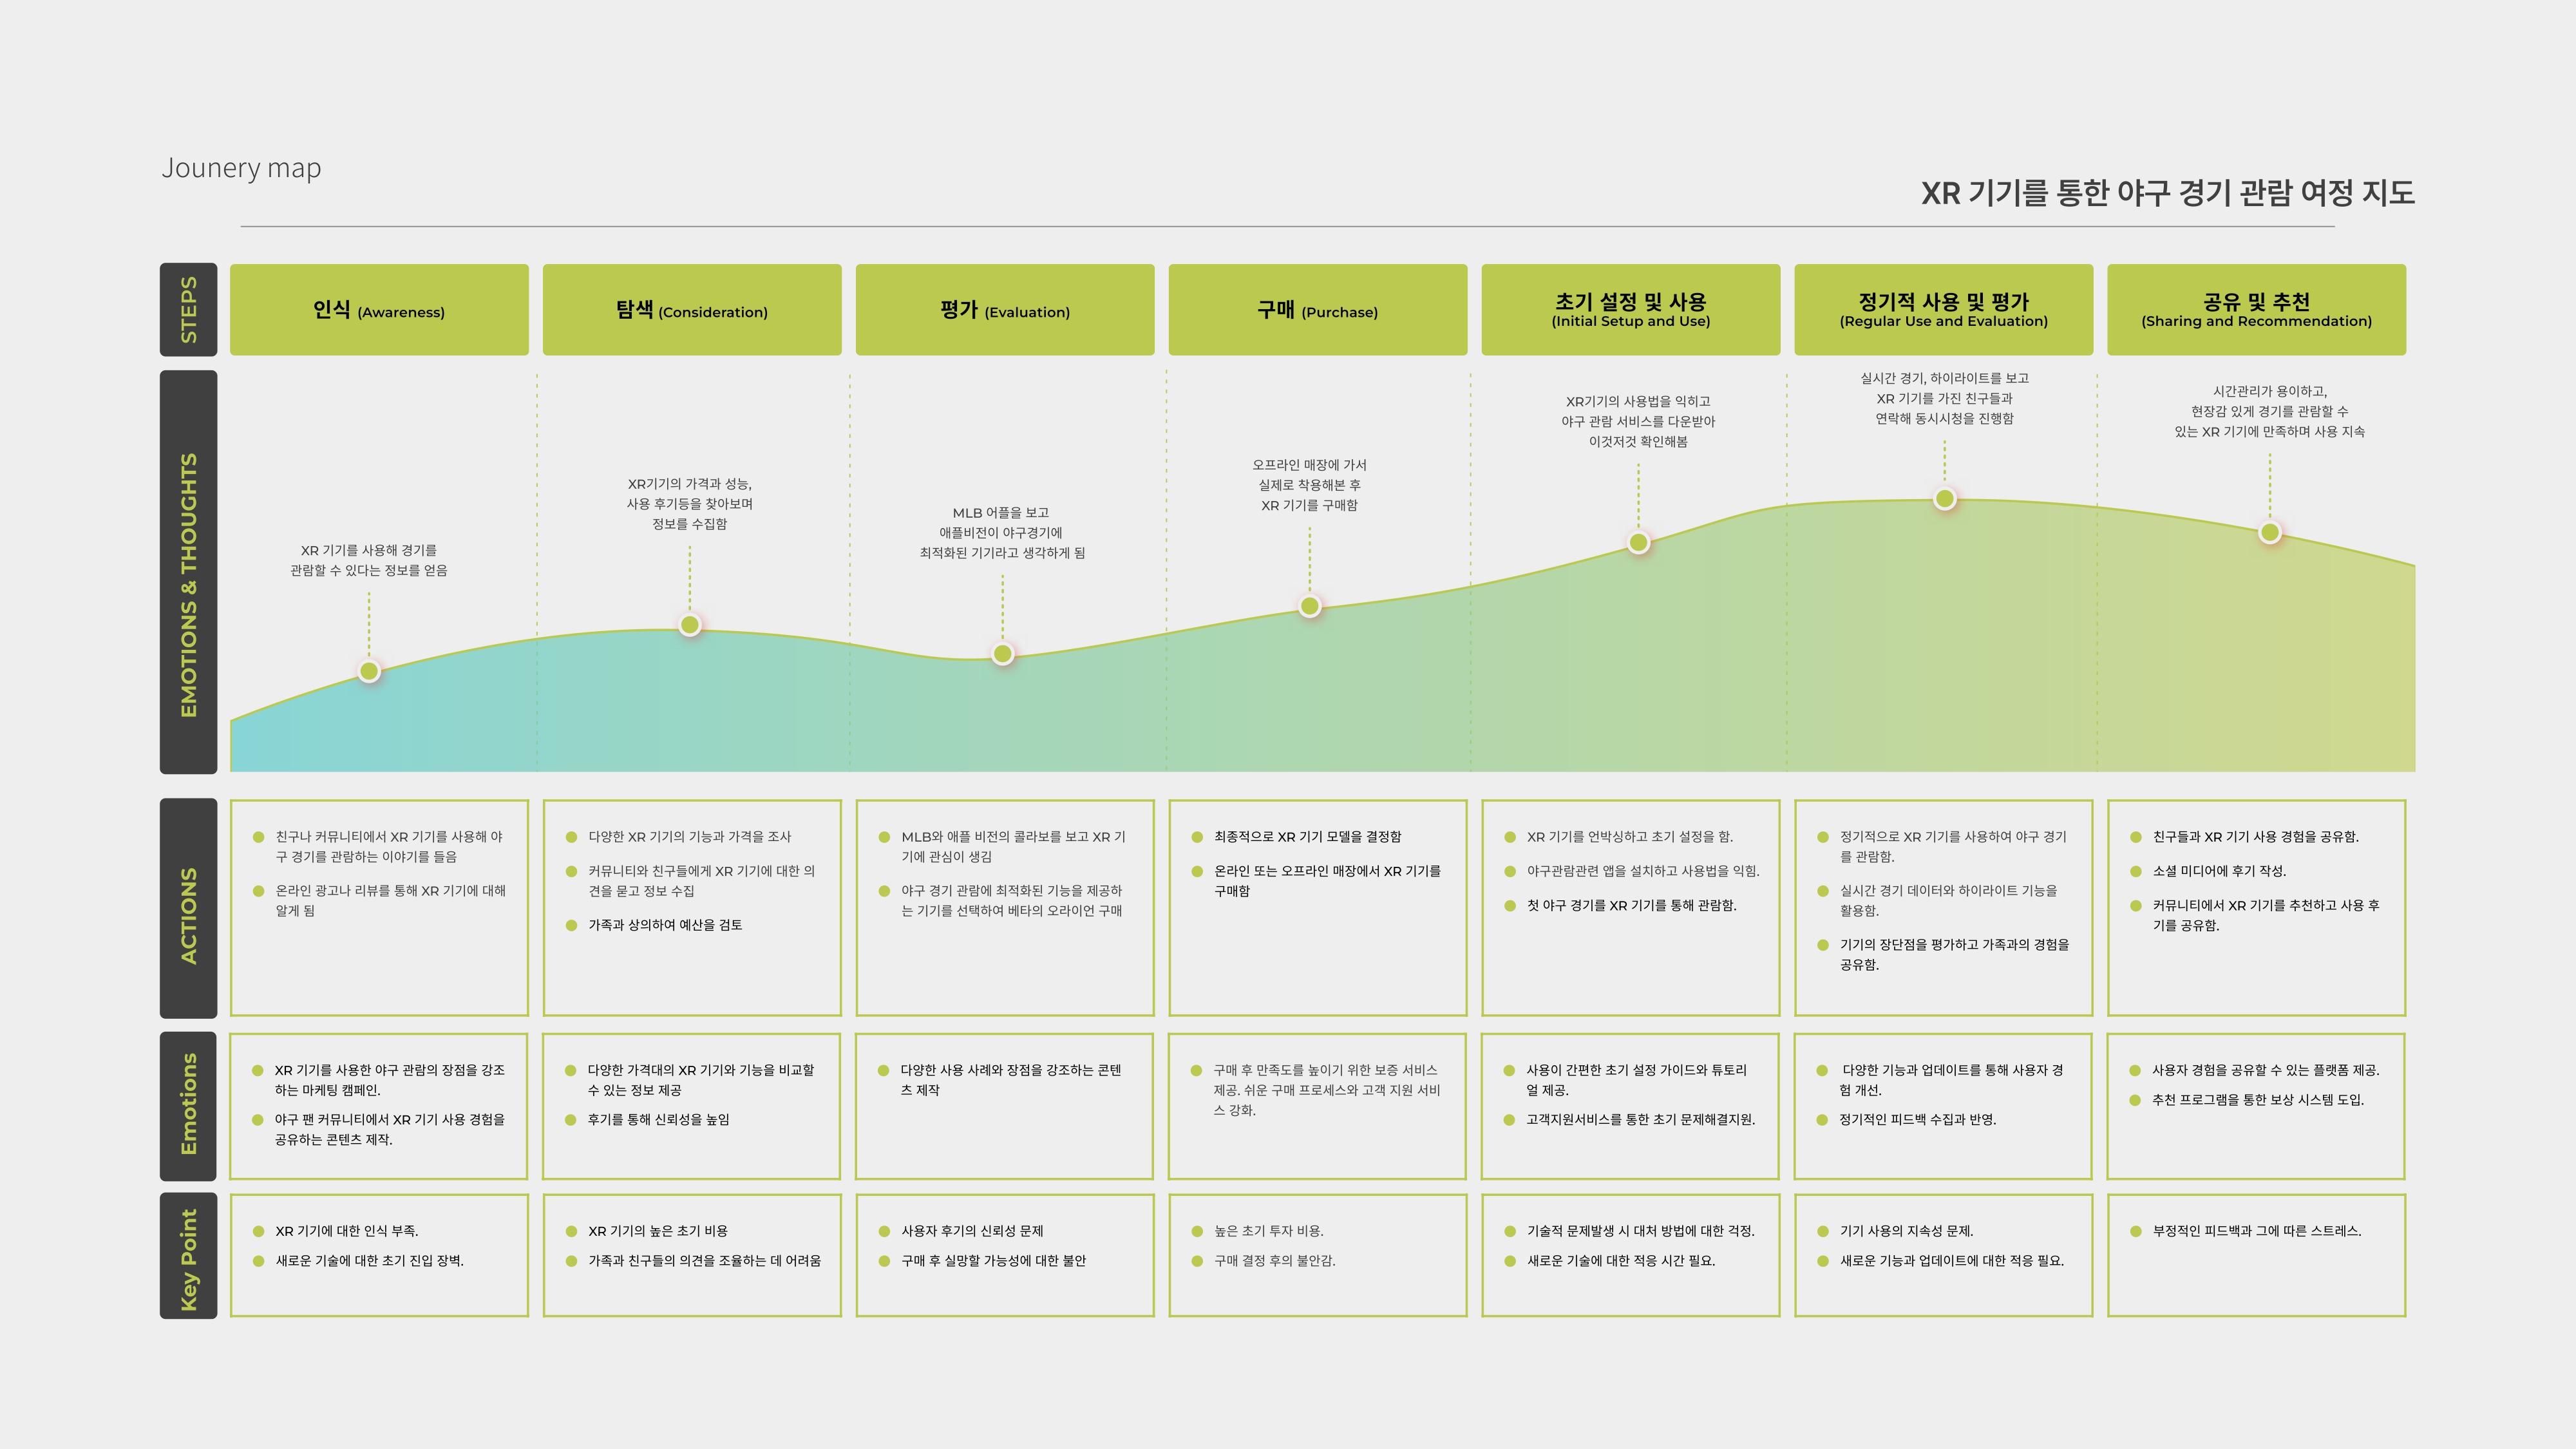 Jounery map
XR 기기를 통한 야구 경기 관람 여정 지도
STEPS
인식 (Awareness)
탐색 (Consideration)
평가 (Evaluation)
구매 (Purchase)
초기 설정 및 사용
(Initial Setup and Use)
정기적 사용 및 평가
(Regular Use and Evaluation)
공유 및 추천
(Sharing and Recommendation)
EMOTIONS & THOUGHTS
XR 기기를 사용해 경기를
관람할 수 있다는 정보를 얻음
XR기기의 가격과 성능,
사용 후기등을 찾아보며
정보를 수집함
MLB 어플을 보고
애플비전이 야구경기에
최적화된 기기라고 생각하게 됨
오프라인 매장에 가서
실제로 착용해본 후
XR 기기를 구매함
XR기기의 사용법을 익히고
야구 관람 서비스를 다운받아
이것저것 확인해봄
실시간 경기, 하이라이트를 보고
XR 기기를 가진 친구들과
연락해 동시시청을 진행함
시간관리가 용이하고,
현장감 있게 경기를 관람할 수
있는 XR 기기에 만족하며 사용 지속
ACTIONS
친구나 커뮤니티에서 XR 기기를 사용해 야
구 경기를 관람하는 이야기를 들음
온라인 광고나 리뷰를 통해 XR 기기에 대해
알게 됨
다양한 XR 기기의 기능과 가격을 조사
커뮤니티와 친구들에게 XR 기기에 대한 의
견을 묻고 정보 수집
가족과 상의하여 예산을 검토
MLB와 애플 비전의 콜라보를 보고 XR 기
기에 관심이 생김
야구 경기 관람에 최적화된 기능을 제공하
는 기기를 선택하여 베타의 오라이언 구매
최종적으로 XR 기기 모델을 결정함
온라인 또는 오프라인 매장에서 XR 기기를
구매함
XR 기기를 언박싱하고 초기 설정을 함.
야구관람관련 앱을 설치하고 사용법을 익힘.
첫 야구 경기를 XR 기기를 통해 관람함.
정기적으로 XR 기기를 사용하여 야구 경기
를 관람함.
실시간 경기 데이터와 하이라이트 기능을
활용함.
기기의 장단점을 평가하고 가족과의 경험을
공유함.
친구들과 XR 기기 사용 경험을 공유함.
소셜 미디어에 후기 작성.
커뮤니티에서 XR 기기를 추천하고 사용 후
기를 공유함.
Emotions
XR 기기를 사용한 야구 관람의 장점을 강조
하는 마케팅 캠페인.
야구 팬 커뮤니티에서 XR 기기 사용 경험을
공유하는 콘텐츠 제작.
다양한 가격대의 XR 기기와 기능을 비교할
수 있는 정보 제공
후기를 통해 신뢰성을 높임
다양한 사용 사례와 장점을 강조하는 콘텐
츠 제작
구매 후 만족도를 높이기 위한 보증 서비스
제공. 쉬운 구매 프로세스와 고객 지원 서비
스 강화.
사용이 간편한 초기 설정 가이드와 튜토리
얼 제공.
고객지원서비스를 통한 초기 문제해결지원.
다양한 기능과 업데이트를 통해 사용자 경
험 개선.
정기적인 피드백 수집과 반영.
사용자 경험을 공유할 수 있는 플랫폼 제공.
추천 프로그램을 통한 보상 시스템 도입.
Key Point
XR 기기에 대한 인식 부족.
새로운 기술에 대한 초기 진입 장벽.
XR 기기의 높은 초기 비용
가족과 친구들의 의견을 조율하는 데 어려움
사용자 후기의 신뢰성 문제
구매 후 실망할 가능성에 대한 불안
높은 초기 투자 비용.
구매 결정 후의 불안감.
기술적 문제발생 시 대처 방법에 대한 걱정.
새로운 기술에 대한 적응 시간 필요.
기기 사용의 지속성 문제.
새로운 기능과 업데이트에 대한 적응 필요.
부정적인 피드백과 그에 따른 스트레스.